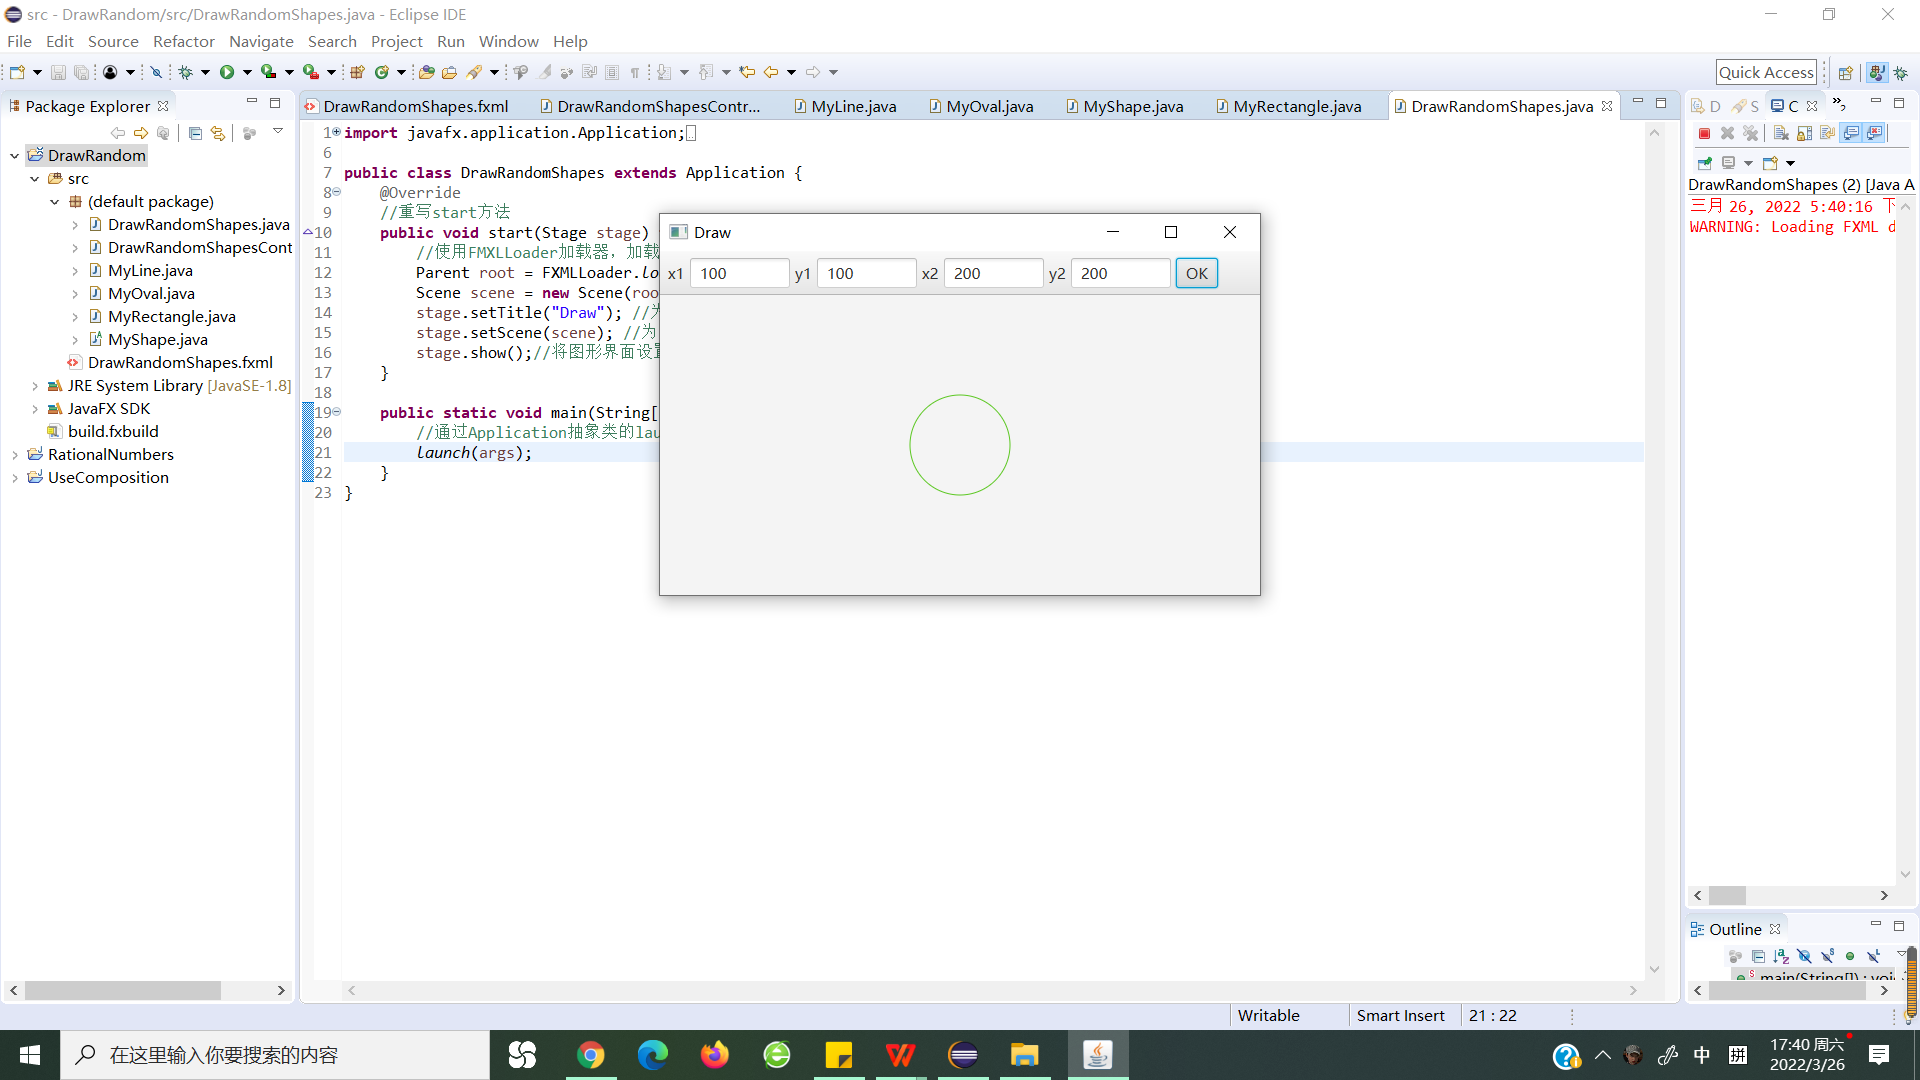 src - DrawRandom/src/DrawRandomShapes.java - Eclipse IDE
File Edit Source Refactor Navigate Search Project Run Window Help
Quick Access
Package Explorer
DrawRandom
src
(default package)
DrawRandomShapes.java
DrawRandomShapesCont
MyLine.java
MyOval.java
MyRectangle.java
MyShape.java
DrawRandomShapes.fxml
JRE System Library [JavaSE-1.8]
JavaFX SDK
build.fxbuild
RationalNumbers
UseComposition
DrawRandomShapes.fxml DrawRandomShapesContr... MyLine.java MyOval.java MyShape.java MyRectangle.java DrawRandomShapes.java
1 import javafx.application.Application;
6
7 public class DrawRandomShapes extends Application {
8 @Override
9 //重写start方法
10 public void start(Stage stage)
11 //使用FMXLLoader加载器，加载
12 Parent root = FXMLLoader.lo
13 Scene scene = new Scene(roo
14 stage.setTitle("Draw"); //为
15 stage.setScene(scene); //为
16 stage.show();//将图形界面设置
17 }
18
19 public static void main(String[
20 //通过Application抽象类的lau
21 launch(args);
22 }
23 }
Draw
x1 100 y1 100 x2 200 y2 200 OK
D S C
DrawRandomShapes (2) [Java A
三月 26, 2022 5:40:16 下
WARNING: Loading FXML d
Outline
main(String[]) : voi
Writable Smart Insert 21 : 22
在这里输入你要搜索的内容
中 拼
17:40 周六
2022/3/26